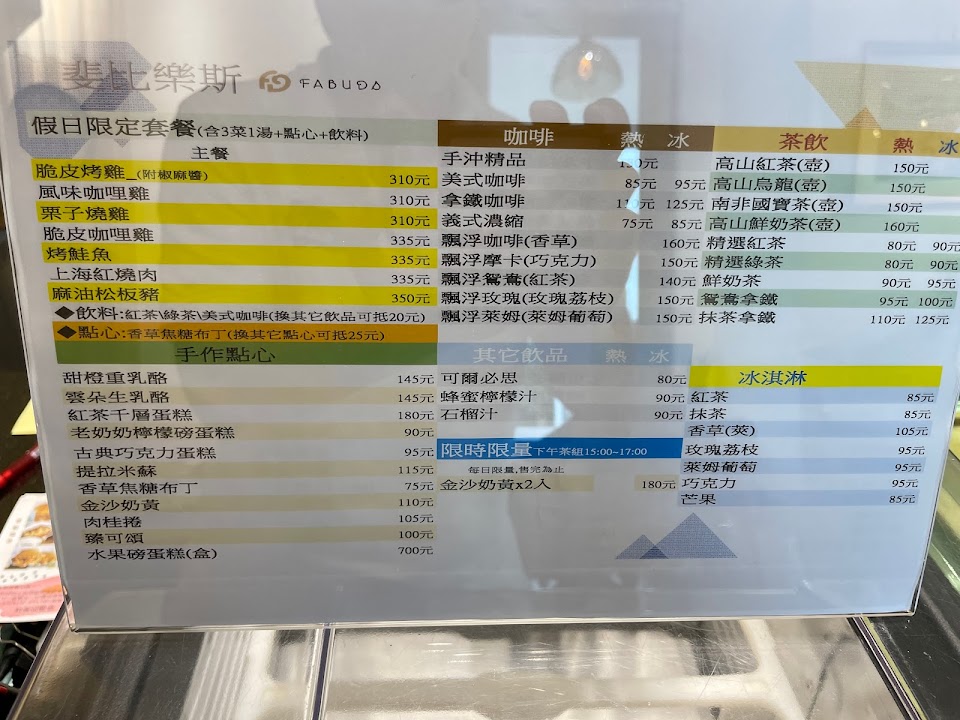 斐比樂斯 FABUDA
假日限定套餐(含3菜1湯+點心+飲料)
主餐
脆皮烤雞 (附椒麻醬) 310元
風味咖哩雞 310元
栗子燒雞 310元
脆皮咖哩雞 335元
烤鮭魚 335元
上海紅燒肉 335元
麻油松板豬 350元
◆飲料:紅茶\綠茶\美式咖啡(換其它飲品可抵20元)
◆點心:香草焦糖布丁(換其它點心可抵25元)
手作點心
甜橙重乳酪 145元
雲朵生乳酪 145元
紅茶千層蛋糕 180元
老奶奶檸檬磅蛋糕 90元
古典巧克力蛋糕 95元
提拉米蘇 115元
香草焦糖布丁 75元
金沙奶黃 110元
肉桂捲 105元
臻可頌 100元
水果磅蛋糕(盒) 700元
咖啡 熱 冰
手沖精品
美式咖啡 85元 95元
拿鐵咖啡 125元
義式濃縮 75元 85元
飄浮咖啡(香草) 160元
飄浮摩卡(巧克力) 150元
飄浮鴛鴦(紅茶) 140元
飄浮玫瑰(玫瑰荔枝) 150元
飄浮萊姆(萊姆葡萄) 150元
其它飲品 熱 冰
可爾必思 80元
蜂蜜檸檬汁 90元
石榴汁 90元
限時限量下午茶組15:00~17:00
每日限量,售完為止
金沙奶黃x2入 180元
茶飲 熱 冰
高山紅茶(壺) 150元
高山烏龍(壺) 150元
南非國寶茶(壺) 150元
高山鮮奶茶(壺) 160元
精選紅茶 80元 90元
精選綠茶 80元 90元
鮮奶茶 90元 95元
鴛鴦拿鐵 95元 100元
抹茶拿鐵 110元 125元
冰淇淋
紅茶 85元
抹茶 85元
香草(莢) 105元
玫瑰荔枝 95元
萊姆葡萄 95元
巧克力 95元
芒果 85元